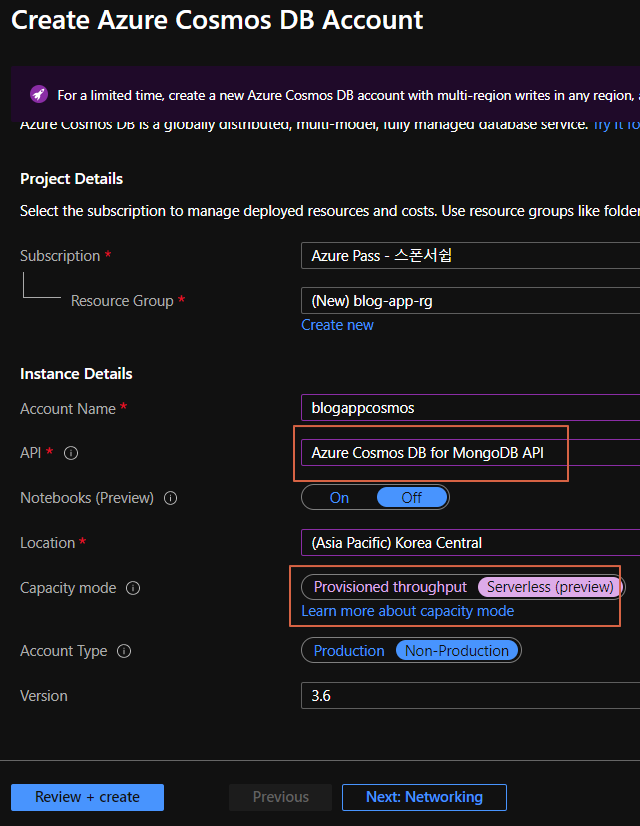 Create Azure Cosmos DB Account
For a limited time, create a new Azure Cosmos DB account with multi-region writes in any region,
Azure Cosmos DB is a globally distributed, multi-model, fully managed database service. Try it fo
Project Details
Select the subscription to manage deployed resources and costs. Use resource groups like folder
Subscription *
Azure Pass - 스폰서쉽
Resource Group *
(New) blog-app-rg
Create new
Instance Details
Account Name *
blogappcosmos
API *
Azure Cosmos DB for MongoDB API
Notebooks (Preview)
On Off
Location *
(Asia Pacific) Korea Central
Capacity mode
Provisioned throughput Serverless (preview)
Learn more about capacity mode
Account Type
Production Non-Production
Version
3.6
Review + create Previous Next: Networking